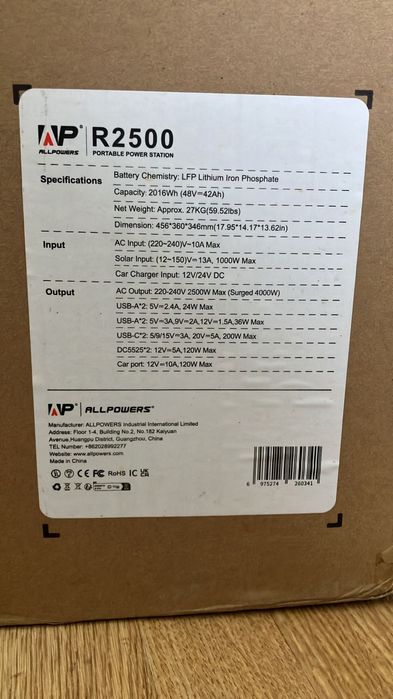 ALLPOWERS
R2500
PORTABLE POWER STATION
Specifications
Battery Chemistry: LFP Lithium Iron Phosphate
Capacity: 2016Wh (48V⎓42Ah)
Net Weight: Approx. 27KG(59.52lbs)
Dimension: 456*360*346mm(17.95*14.17*13.62in)
Input
AC Input: (220~240)V~10A Max
Solar Input: (12~150)V⎓13A, 1000W Max
Car Charger Input: 12V/24V DC
Output
AC Output: 220-240V 2500W Max (Surged 4000W)
USB-A*2: 5V⎓2.4A, 24W Max
USB-A*2: 5V⎓3A,9V⎓2A,12V⎓1.5A,36W Max
USB-C*2: 5/9/15V⎓3A, 20V⎓5A, 200W Max
DC5525*2: 12V⎓5A,120W Max
Car port: 12V⎓10A,120W Max
ALLPOWERS
Manufacturer: ALLPOWERS Industrial International Limited
Address: Floor 1-4, Building No.2, No.182 Kaiyuan
Avenue,Huangpu District, Guangzhou, China
TEL Number: +862028992277
Website: www.allpowers.com
Made in China
CE FC RoHS IC UKCA
6 975274 260341